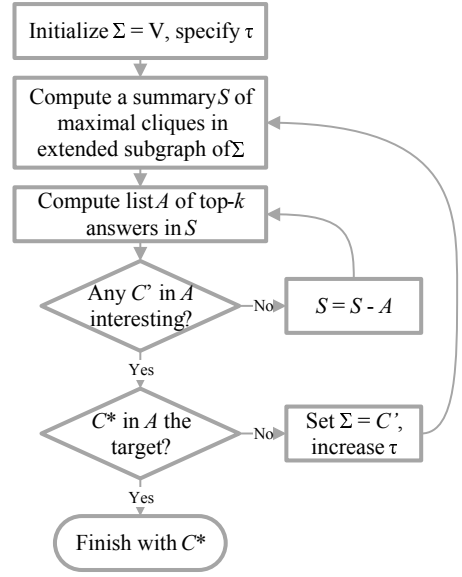 Initialize Σ = V, specify τ
Compute a summary S of
maximal cliques in
extended subgraph of Σ
Compute list A of top-k
answers in S
Any C’ in A
interesting?
No
S = S - A
Yes
C* in A the
target?
No
Set Σ = C’,
increase τ
Yes
Finish with C*